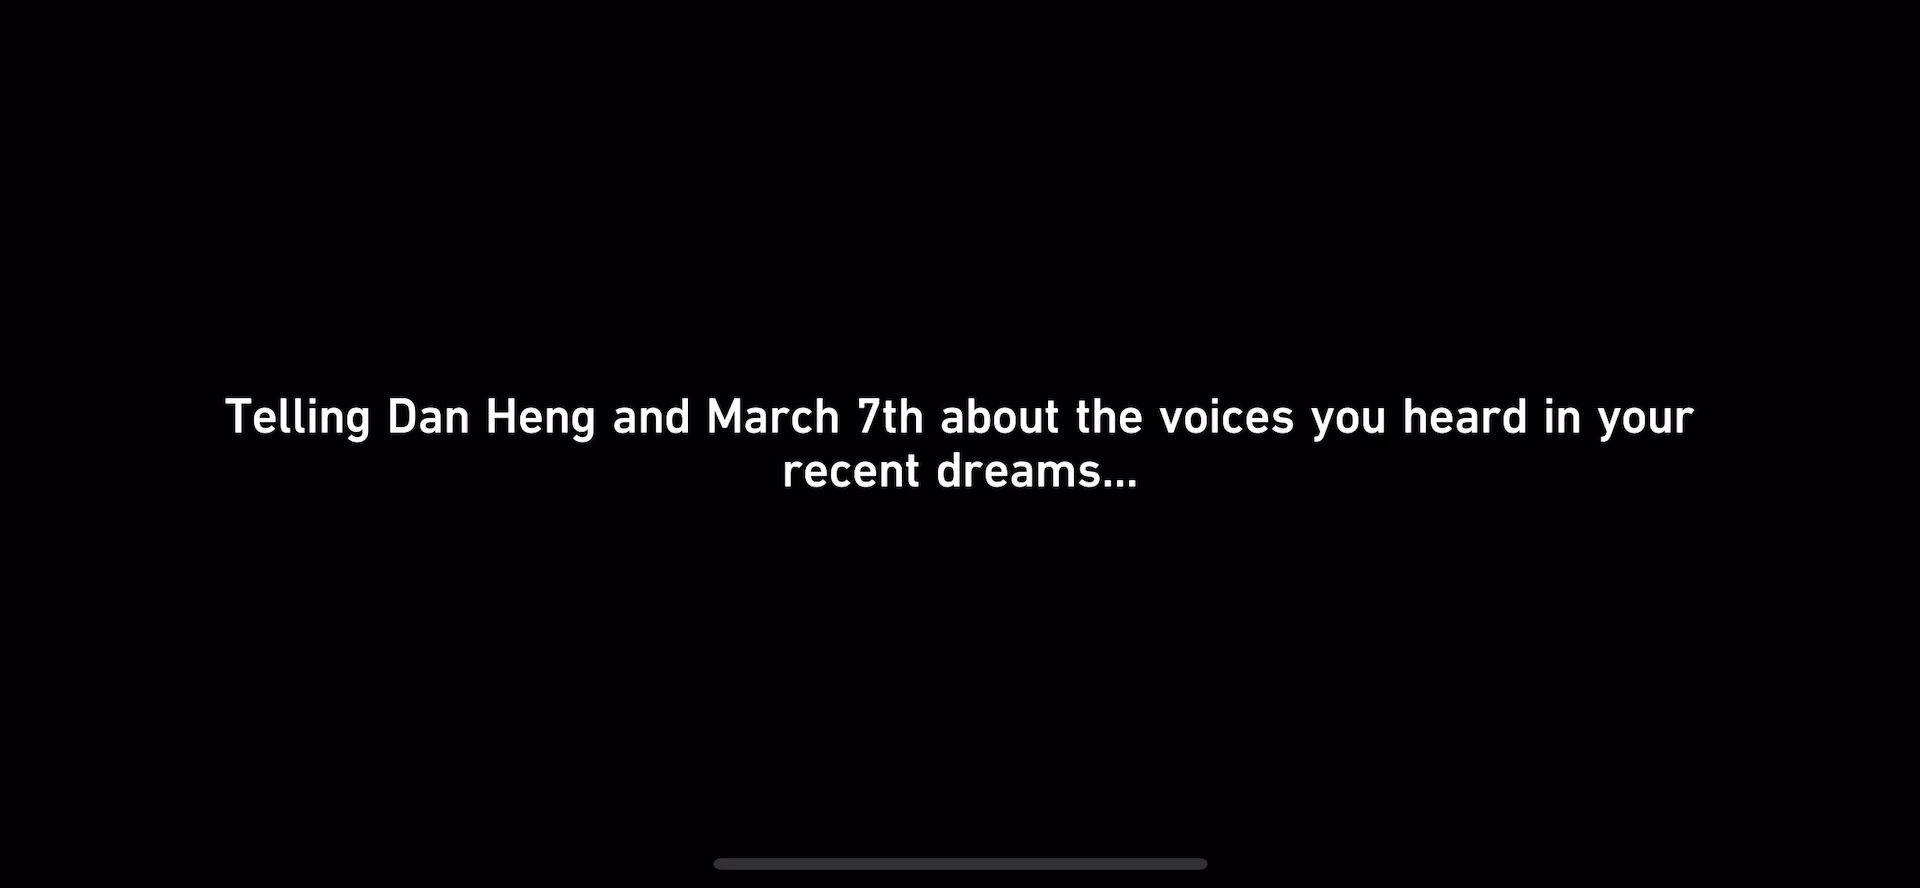 Telling Dan Heng and March 7th about the voices you heard in your
recent dreams...